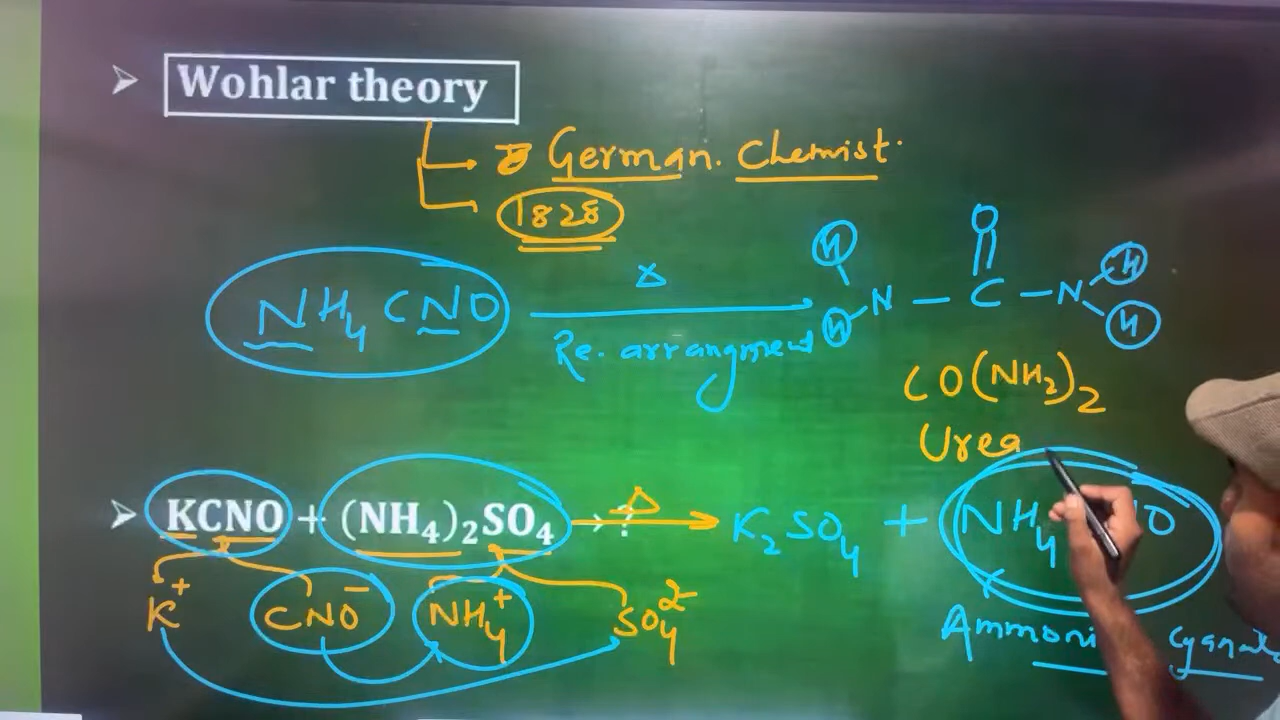 ➤ Wohlar theory
German. Chemist.
1828
NH₄CNO Δ Re.arrangment
O
H H
N - C - N
H H
CO(NH₂)₂
Urea
➤ KCNO + (NH₄)₂SO₄ → ? Δ K₂SO₄ + NH₄ O
K⁺ CNO⁻ NH₄⁺ SO₄²⁻